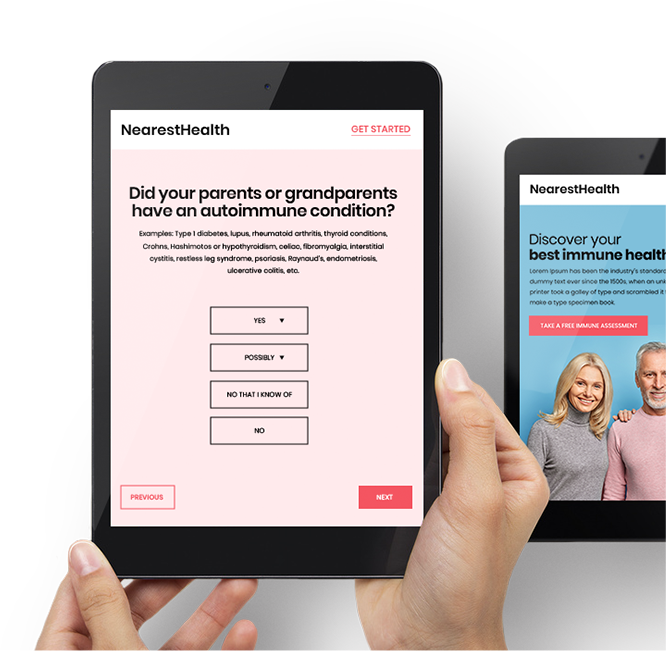 NearestHealth
GET STARTED
Did your parents or grandparents
have an autoimmune condition?
Examples: Type 1 diabetes, lupus, rheumatoid arthritis, thyroid conditions,
Crohns, Hashimotos or hypothyroidism, celiac, fibromyalgia, interstitial
cystitis, restless leg syndrome, psoriasis, Raynaud's, endometriosis,
ulcerative colitis, etc.
YES
POSSIBLY
NO THAT I KNOW OF
NO
PREVIOUS
NEXT
NearestHealth
Discover your
best immune health
Lorem Ipsum has been the industry's standard
dummy text ever since the 1500s, when an
printer took a galley of type and scrambled it
make a type specimen book.
TAKE A FREE IMMUNE ASSESSMENT